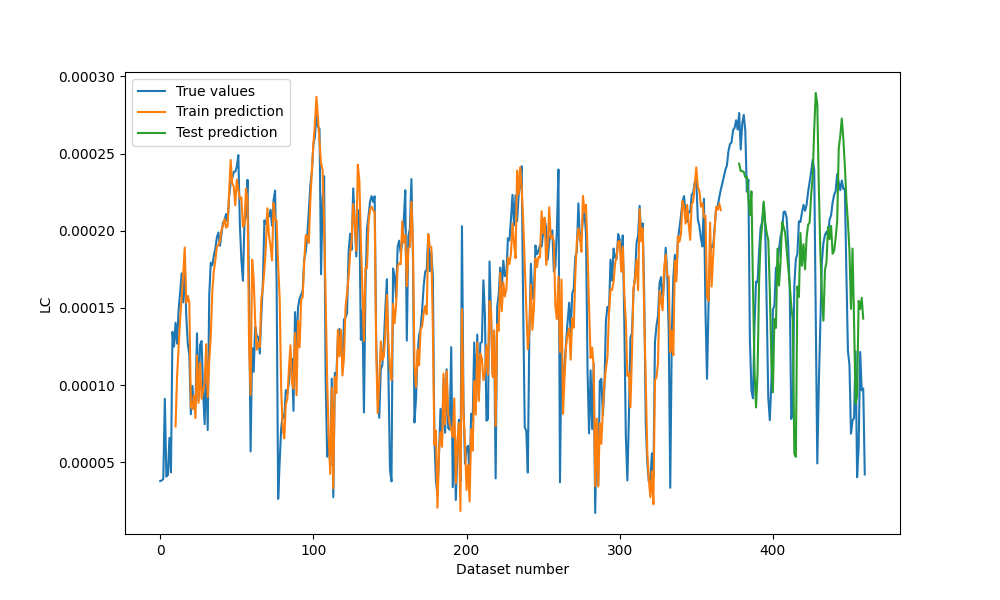 0.00030
0.00025
0.00020
0.00015
0.00010
0.00005
LC
True values
Train prediction
Test prediction
0
100
200
300
400
Dataset number